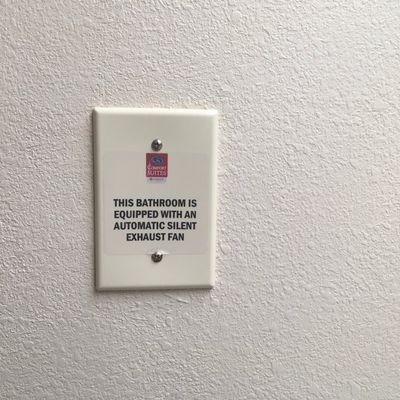 COMFORT
SUITES
THIS BATHROOM IS
EQUIPPED WITH AN
AUTOMATIC SILENT
EXHAUST FAN